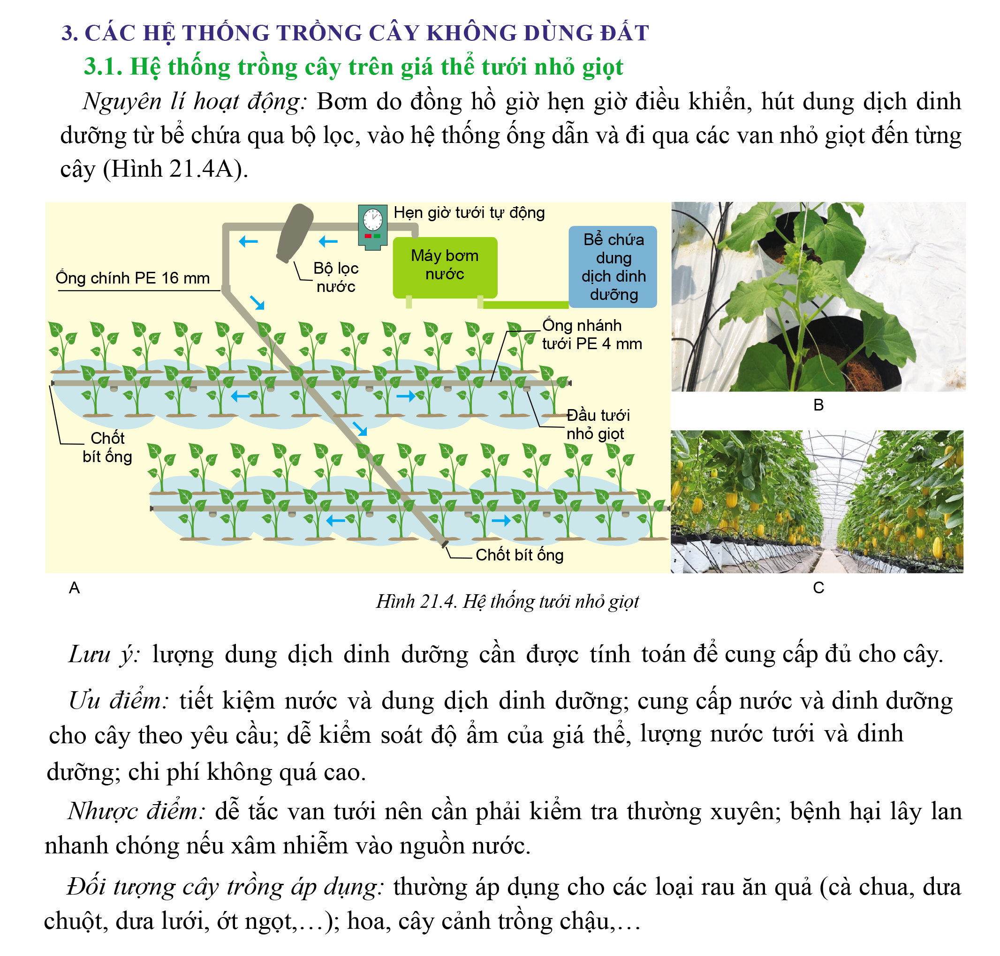 3. CÁC HỆ THỐNG TRỒNG CÂY KHÔNG DÙNG ĐẤT
3.1. Hệ thống trồng cây trên giá thể tưới nhỏ giọt
Nguyên lí hoạt động: Bơm do đồng hồ giờ hẹn giờ điều khiển, hút dung dịch dinh
dưỡng từ bể chứa qua bộ lọc, vào hệ thống ống dẫn và đi qua các van nhỏ giọt đến từng
cây (Hình 21.4A).
Hẹn giờ tưới tự động
Máy bơm
nước
Bể chứa
dung
dịch dinh
dưỡng
Bộ lọc
nước
Ống chính PE 16 mm
Ống nhánh
tưới PE 4 mm
Đầu tưới
nhỏ giọt
Chốt
bít ống
Chốt bít ống
B
A
C
Hình 21.4. Hệ thống tưới nhỏ giọt
Lưu ý: lượng dung dịch dinh dưỡng cần được tính toán để cung cấp đủ cho cây.
Ưu điểm: tiết kiệm nước và dung dịch dinh dưỡng; cung cấp nước và dinh dưỡng
cho cây theo yêu cầu; dễ kiểm soát độ ẩm của giá thể, lượng nước tưới và dinh
dưỡng; chi phí không quá cao.
Nhược điểm: dễ tắc van tưới nên cần phải kiểm tra thường xuyên; bệnh hại lây lan
nhanh chóng nếu xâm nhiễm vào nguồn nước.
Đối tượng cây trồng áp dụng: thường áp dụng cho các loại rau ăn quả (cà chua, dưa
chuột, dưa lưới, ớt ngọt,…); hoa, cây cảnh trồng chậu,…